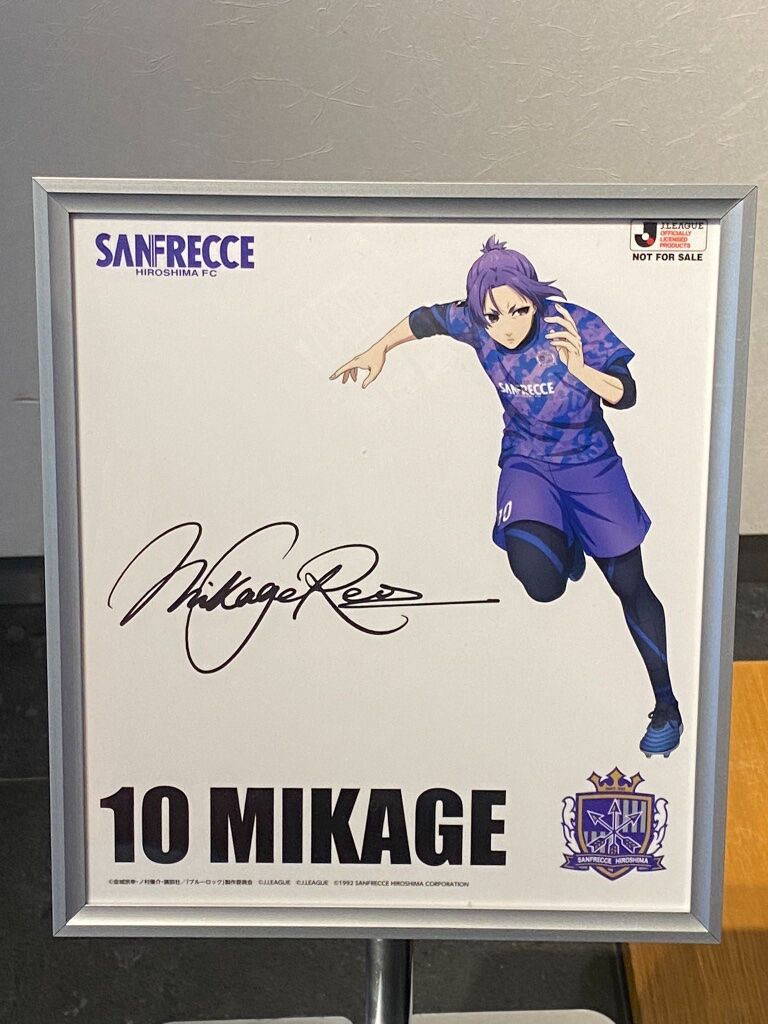 SANFRECCE
HIROSHIMA FC
J.LEAGUE
OFFICIALLY
LICENSED
PRODUCTS
NOT FOR SALE
SANFRECCE
10
Mikage Reo
10 MIKAGE
SANFRECCE HIROSHIMA
©金城宗幸・ノ村優介・講談社／「ブルーロック」製作委員会 ©J.LEAGUE ©J.LEAGUE ©1992 SANFRECCE HIROSHIMA CORPORATION